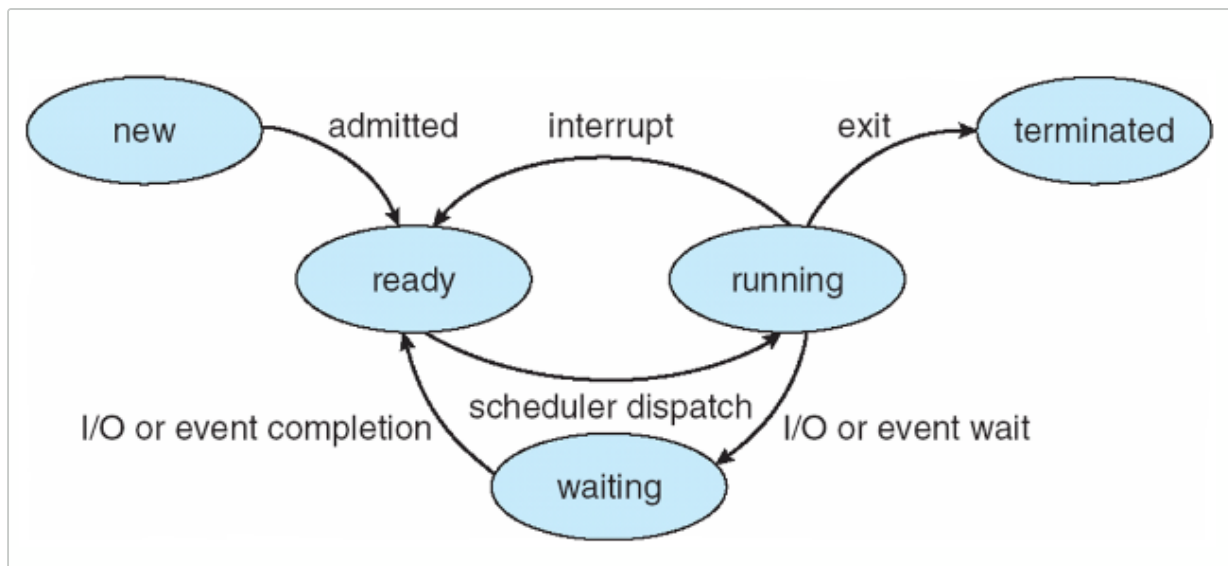 new
admitted
interrupt
exit
terminated
ready
running
scheduler dispatch
I/O or event completion
I/O or event wait
waiting